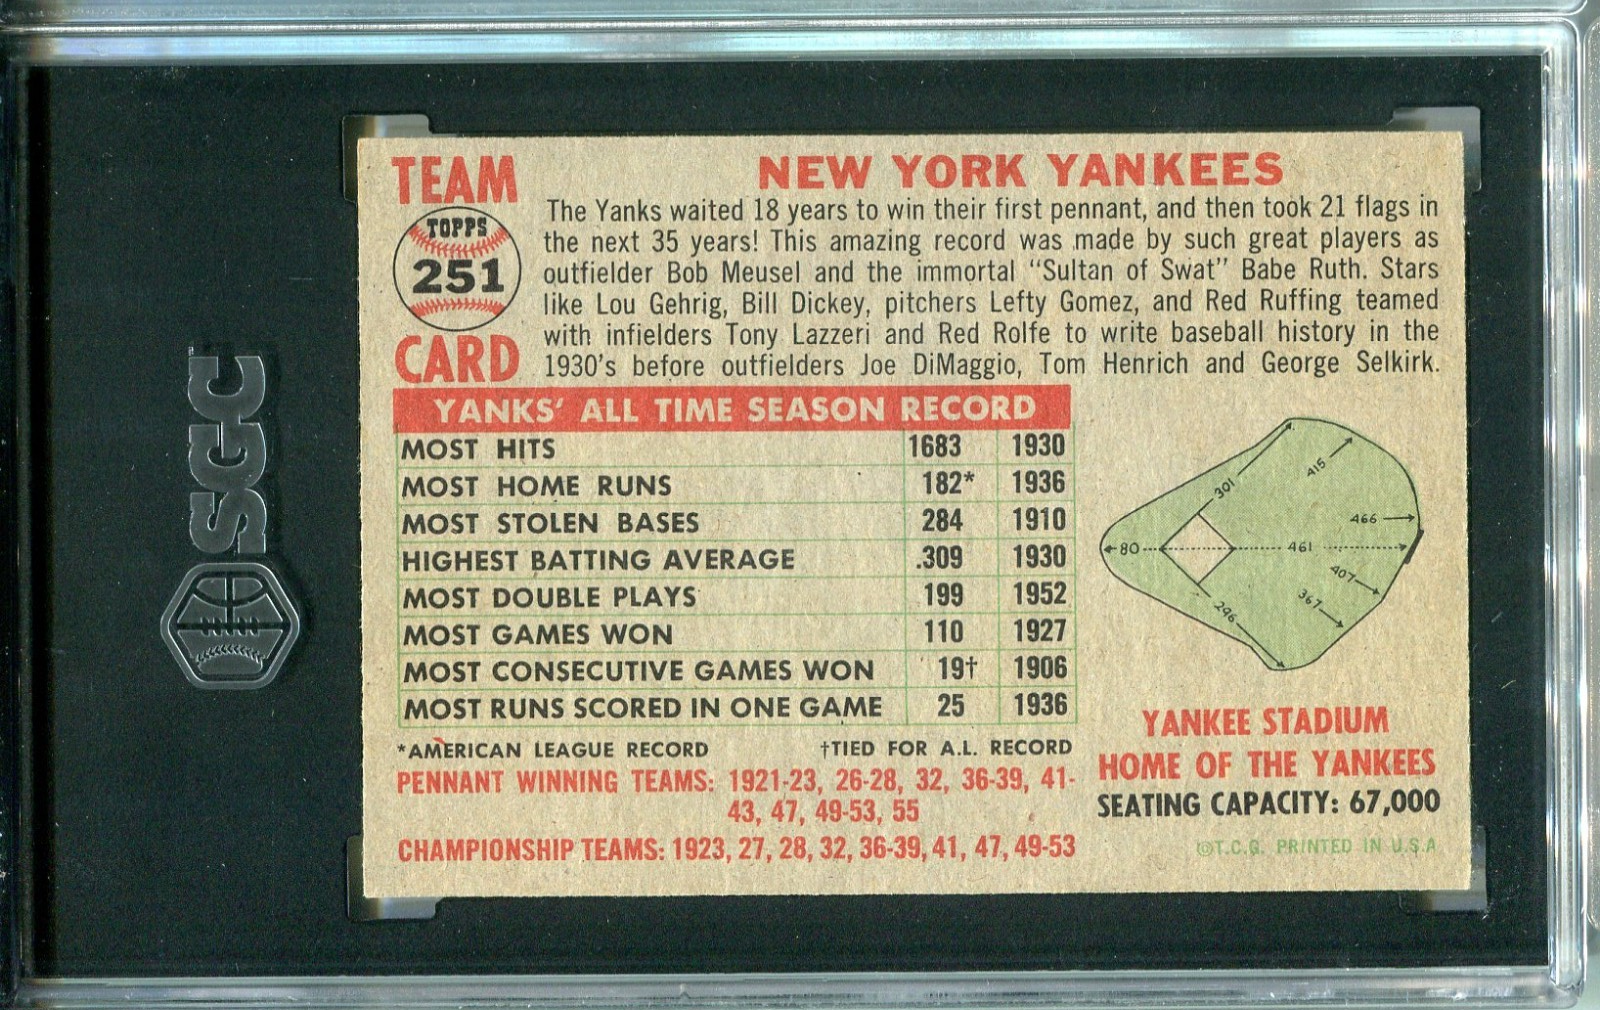 SGC
TEAM
TOPPS
251
CARD
NEW YORK YANKEES
The Yanks waited 18 years to win their first pennant, and then took 21 flags in
the next 35 years! This amazing record was made by such great players as
outfielder Bob Meusel and the immortal "Sultan of Swat" Babe Ruth. Stars
like Lou Gehrig, Bill Dickey, pitchers Lefty Gomez, and Red Ruffing teamed
with infielders Tony Lazzeri and Red Rolfe to write baseball history in the
1930's before outfielders Joe DiMaggio, Tom Henrich and George Selkirk.
YANKS' ALL TIME SEASON RECORD
MOST HITS 1683 1930
MOST HOME RUNS 182* 1936
MOST STOLEN BASES 284 1910
HIGHEST BATTING AVERAGE .309 1930
MOST DOUBLE PLAYS 199 1952
MOST GAMES WON 110 1927
MOST CONSECUTIVE GAMES WON 19† 1906
MOST RUNS SCORED IN ONE GAME 25 1936
*AMERICAN LEAGUE RECORD †TIED FOR A.L. RECORD
PENNANT WINNING TEAMS: 1921-23, 26-28, 32, 36-39, 41-
43, 47, 49-53, 55
CHAMPIONSHIP TEAMS: 1923, 27, 28, 32, 36-39, 41, 47, 49-53
301
415
466
80
461
407
367
296
YANKEE STADIUM
HOME OF THE YANKEES
SEATING CAPACITY: 67,000
©T.C.G. PRINTED IN U.S.A